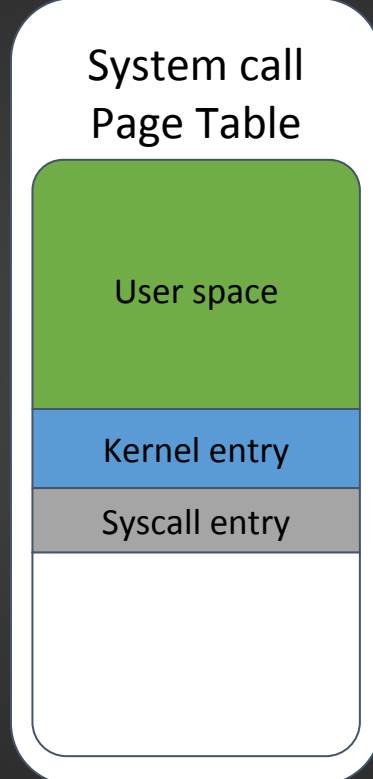 System call
Page Table
User space
Kernel entry
Syscall entry